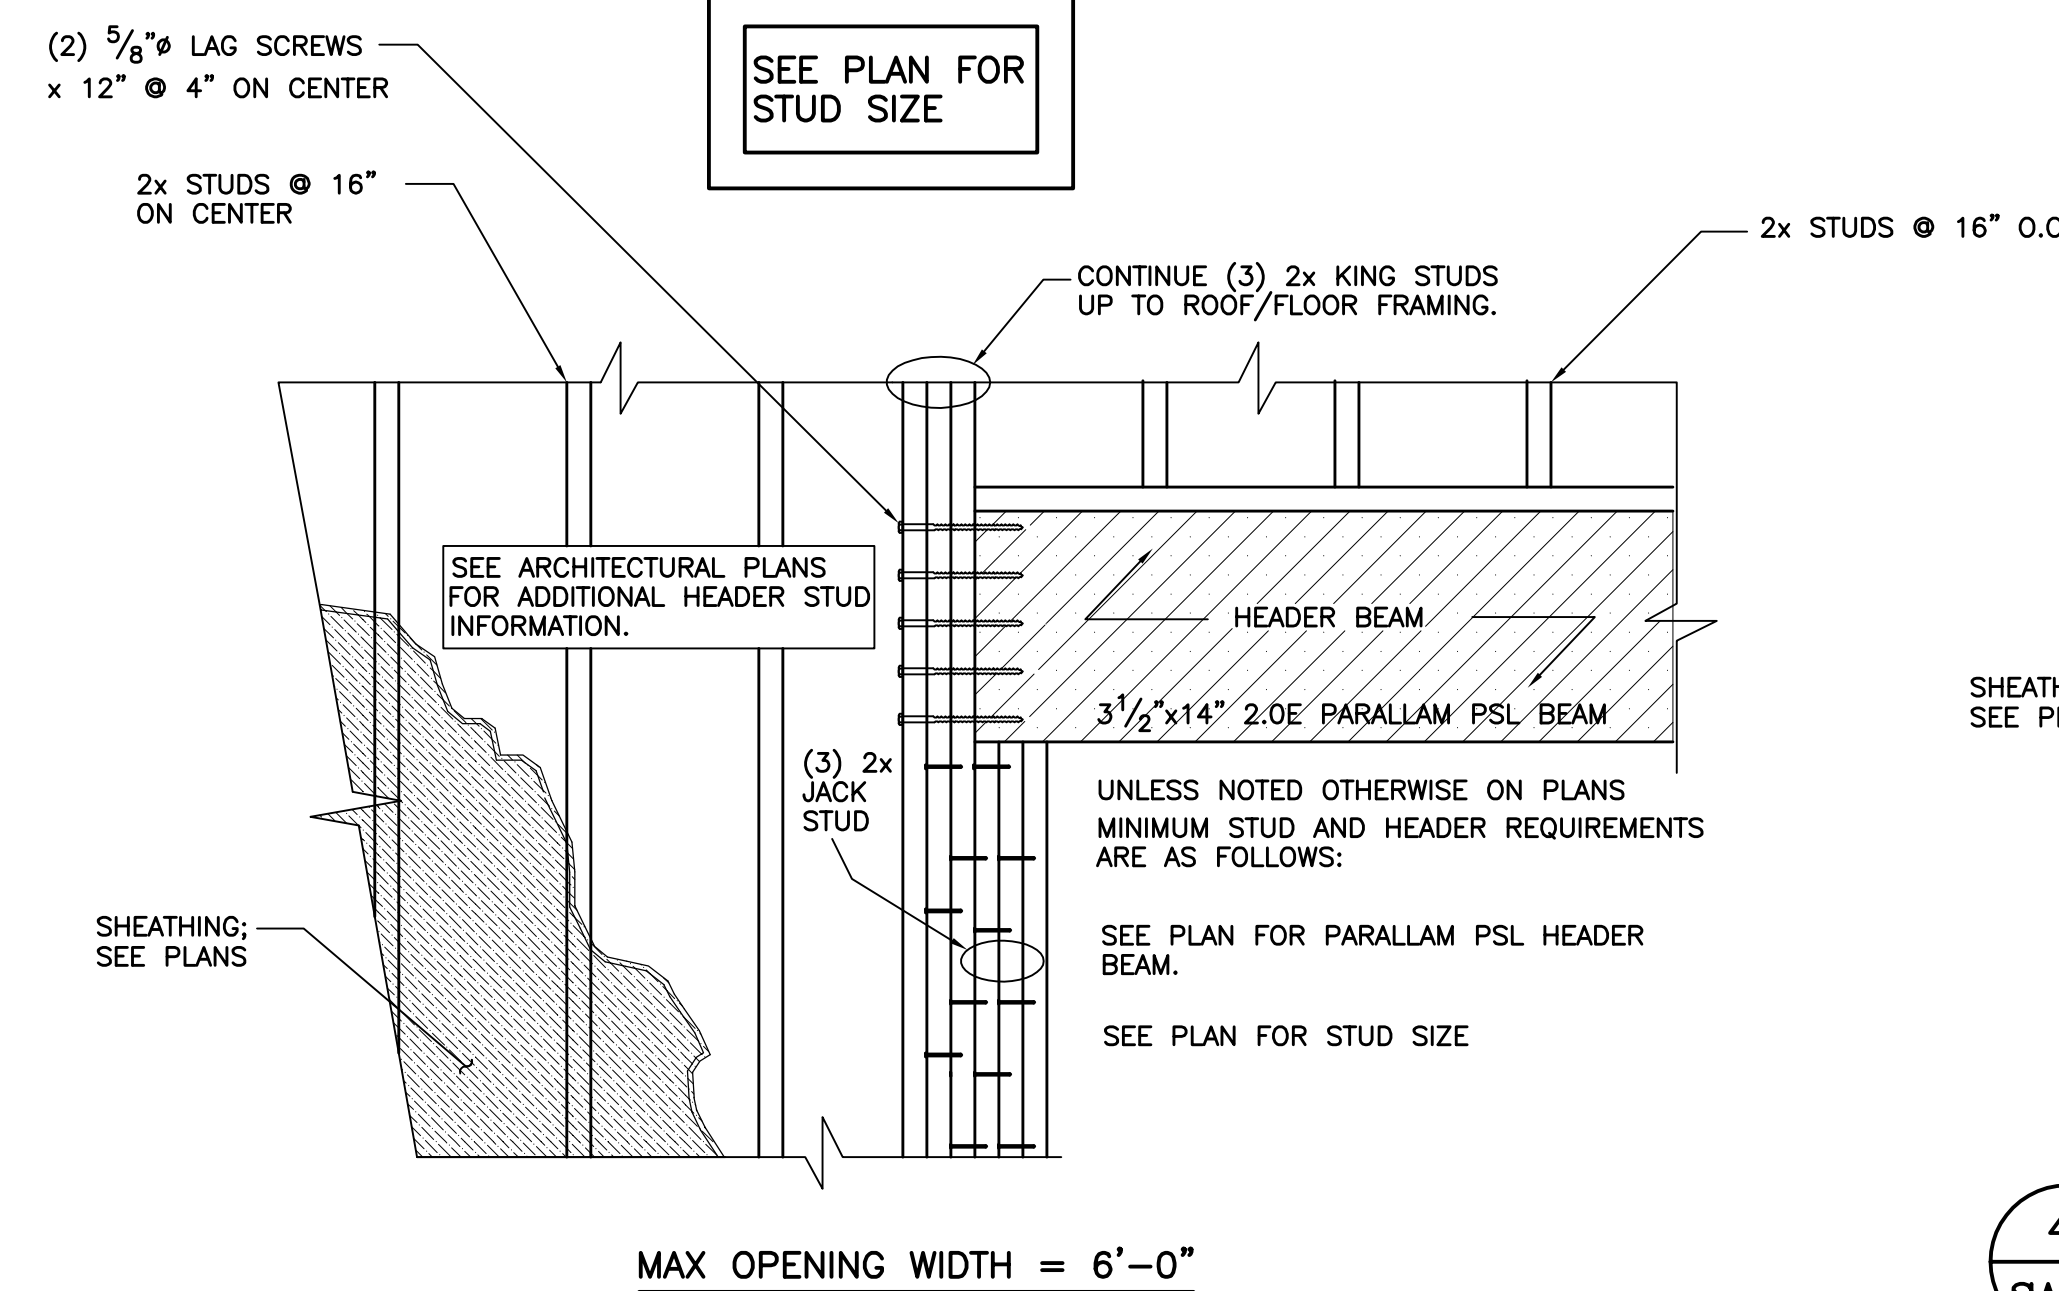 (2) 5/8"ø LAG SCREWS
x 12" @ 4" ON CENTER
SEE PLAN FOR
STUD SIZE
2x STUDS @ 16"
ON CENTER
2x STUDS @ 16" O.C
CONTINUE (3) 2x KING STUDS
UP TO ROOF/FLOOR FRAMING.
SEE ARCHITECTURAL PLANS
FOR ADDITIONAL HEADER STUD
INFORMATION.
HEADER BEAM
3 1/2"x14" 2.0E PARALLAM PSL BEAM
(3) 2x
JACK
STUD
UNLESS NOTED OTHERWISE ON PLANS
MINIMUM STUD AND HEADER REQUIREMENTS
ARE AS FOLLOWS:
SEE PLAN FOR PARALLAM PSL HEADER
BEAM.
SEE PLAN FOR STUD SIZE
SHEATHING;
SEE PLANS
SHEATH
SEE
MAX OPENING WIDTH = 6'-0"
4